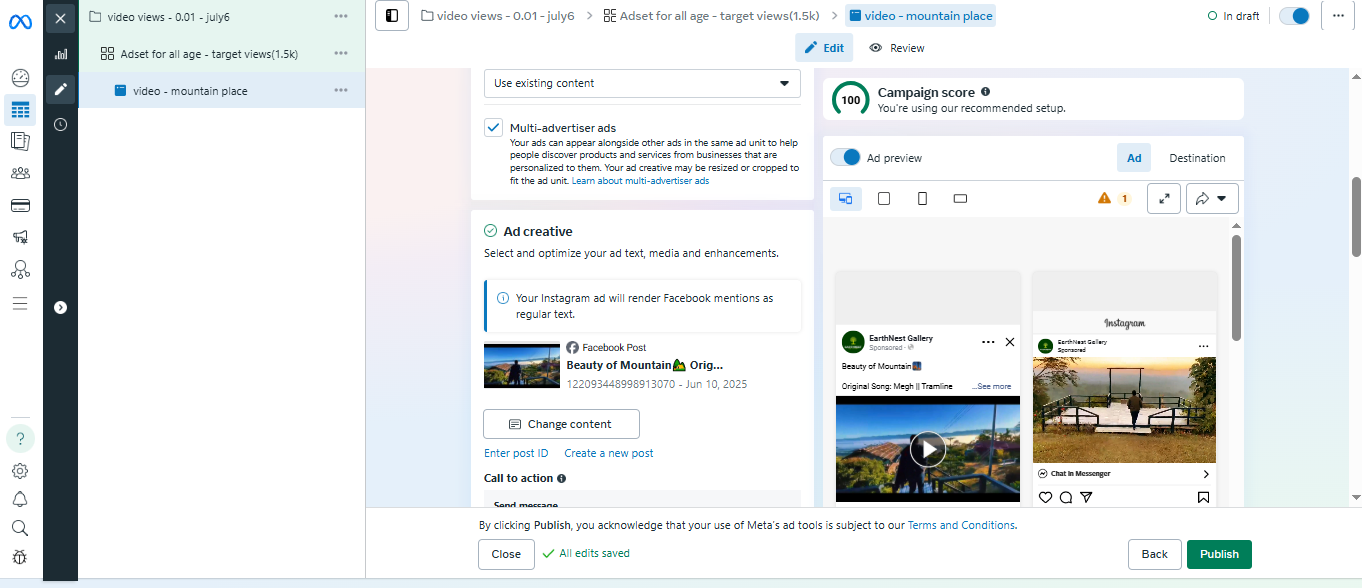 video views - 0.01 - july6
Adset for all age - target views(1.5k)
video - mountain place
video views - 0.01 - july6
Adset for all age - target views(1.5k)
video - mountain place
In draft
Edit
Review
Use existing content
Multi-advertiser ads
Your ads can appear alongside other ads in the same ad unit to help
people discover products and services from businesses that are
personalized to them. Your ad creative may be resized or cropped to
fit the ad unit. Learn about multi-advertiser ads
Ad creative
Select and optimize your ad text, media and enhancements.
Your Instagram ad will render Facebook mentions as
regular text.
Facebook Post
Beauty of Mountain🏞️ Orig...
122093448998913070 - Jun 10, 2025
Change content
Enter post ID
Create a new post
Call to action
Send message
100
Campaign score
You're using our recommended setup.
Ad preview
Ad
Destination
1
EarthNest Gallery
Sponsored ·
Beauty of Mountain
Original Song: Megh || Tramline
...See more
Instagram
EarthNest Gallery
Sponsored
Chat in Messenger
By clicking Publish, you acknowledge that your use of Meta's ad tools is subject to our Terms and Conditions.
Close
All edits saved
Back
Publish